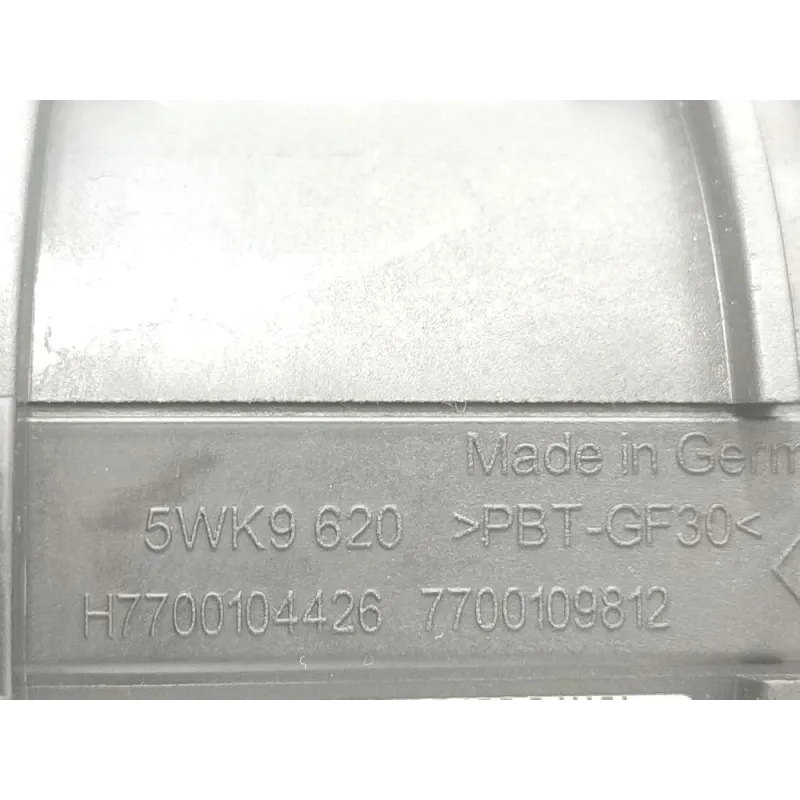 Made in Germ
5WK9 620 >PBT-GF30<
H7700104426 7700109812